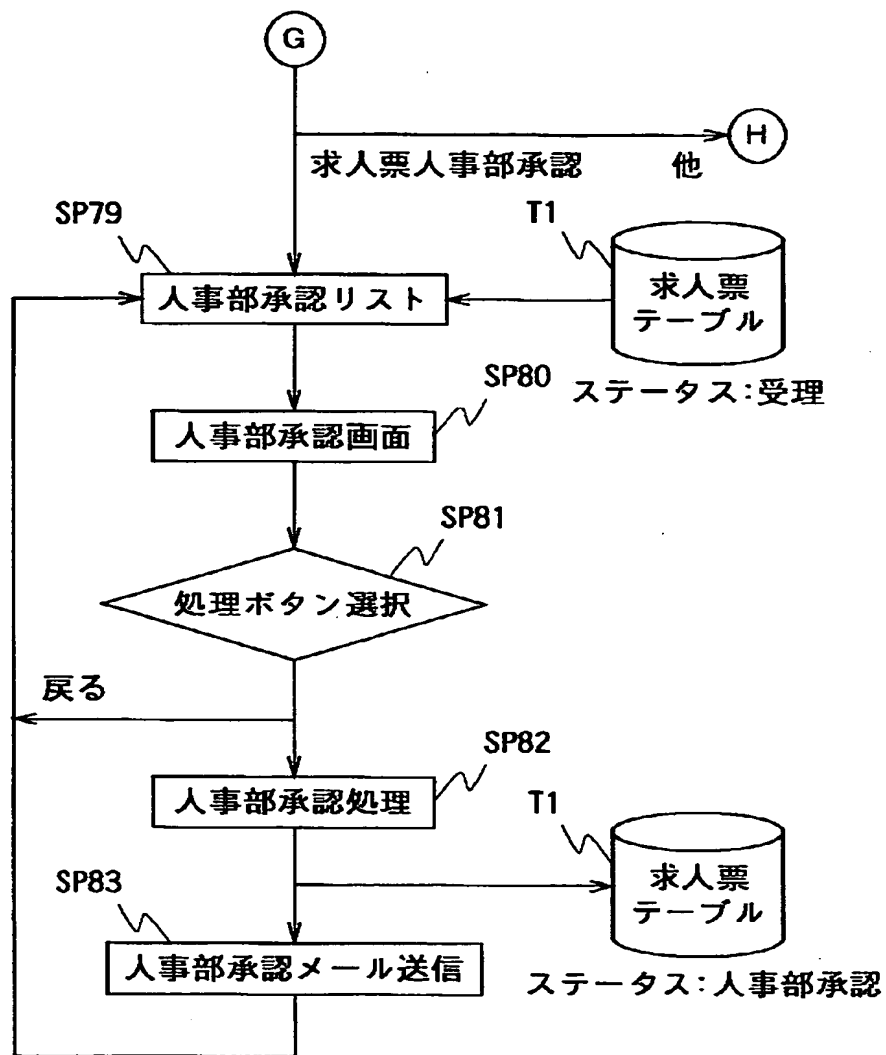 G
H
求人票人事部承認 他
SP79
T1
人事部承認リスト
求人票
テーブル
ステータス:受理
SP80
人事部承認画面
SP81
処理ボタン選択
戻る
SP82
人事部承認処理
T1
求人票
テーブル
SP83
人事部承認メール送信
ステータス:人事部承認